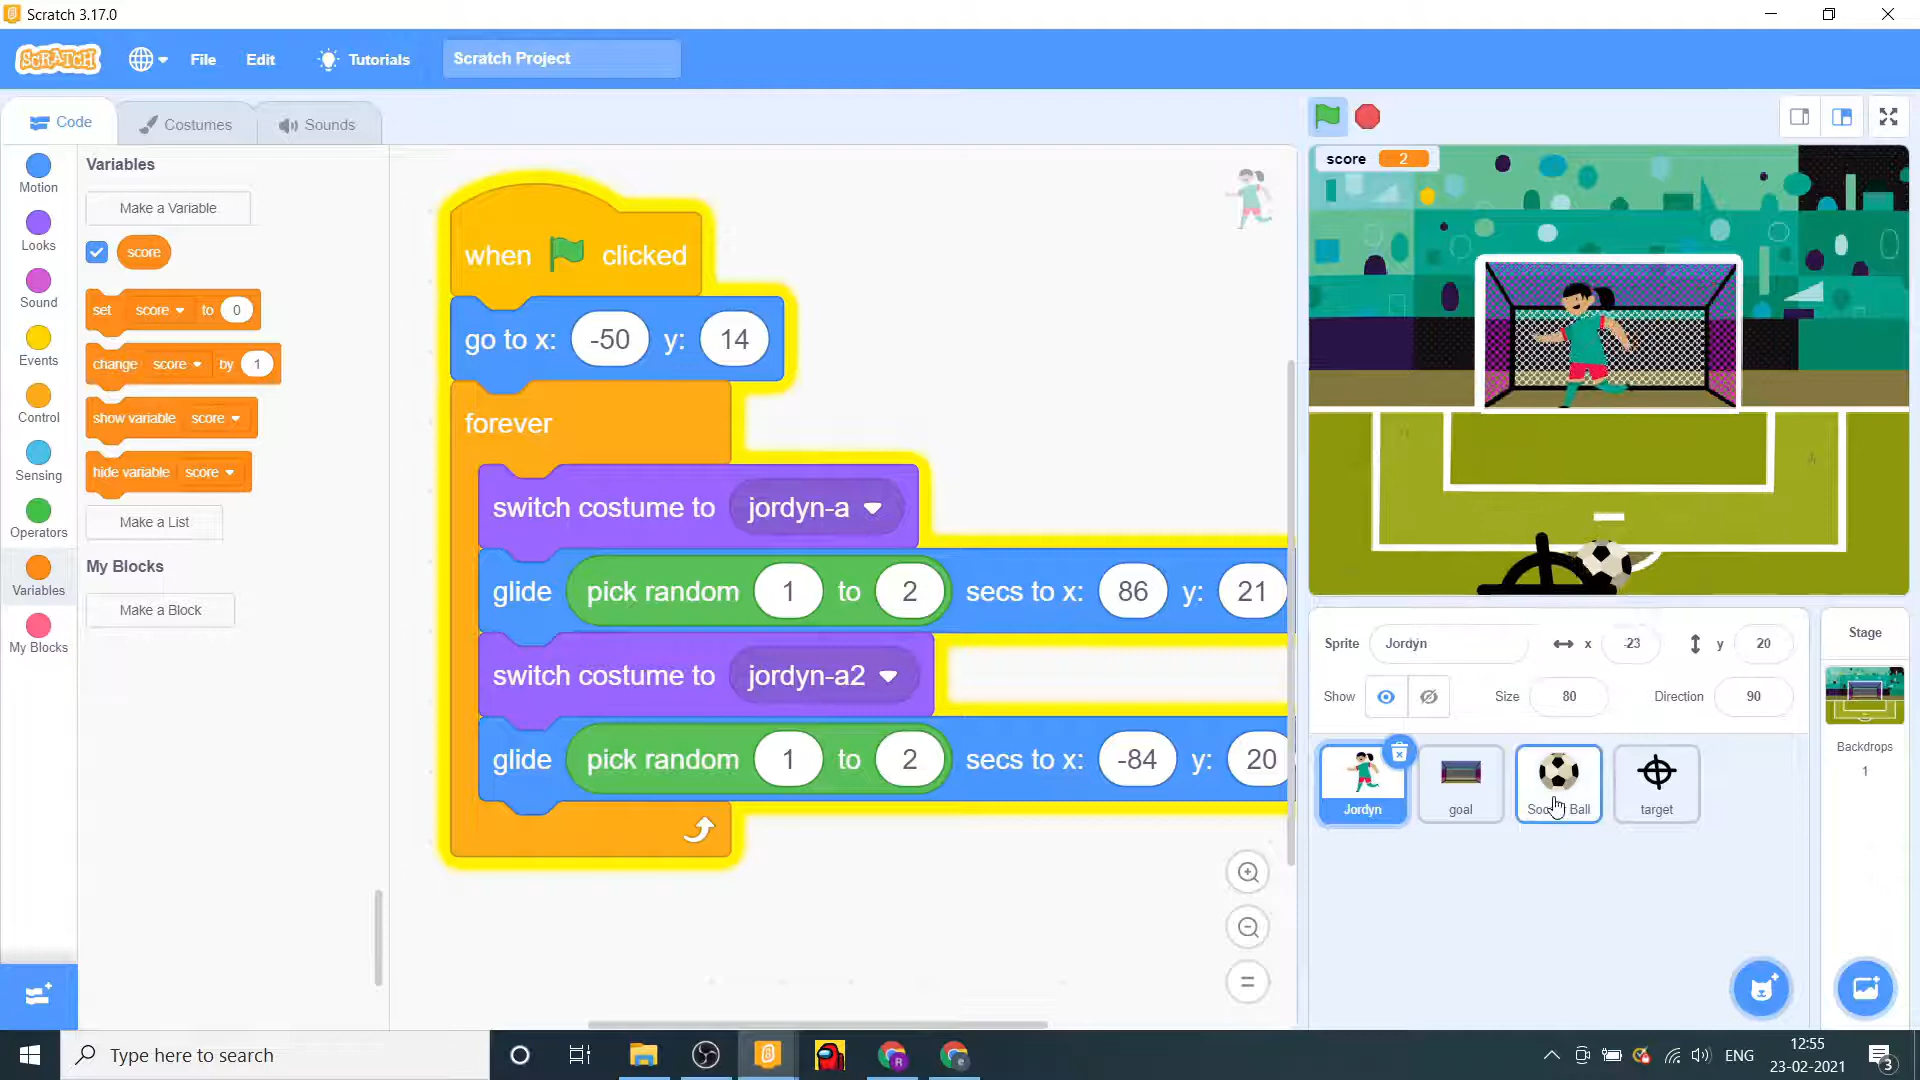 Scratch 3.17.0
SCRATCH
File
Edit
Tutorials
Scratch Project
Code
Costumes
Sounds
Motion
Looks
Sound
Events
Control
Sensing
Operators
Variables
My Blocks
Variables
Make a Variable
score
set score to 0
change score by 1
show variable score
hide variable score
Make a List
My Blocks
Make a Block
when clicked
go to x: -50 y: 14
forever
switch costume to jordyn-a
glide pick random 1 to 2 secs to x: 86 y: 21
switch costume to jordyn-a2
glide pick random 1 to 2 secs to x: -84 y: 20
score 2
Sprite Jordyn x -23 y 20
Show Size 80 Direction 90
Jordyn
goal
Ball
target
Stage
Backdrops
1
Type here to search
ENG
12:55
23-02-2021
3